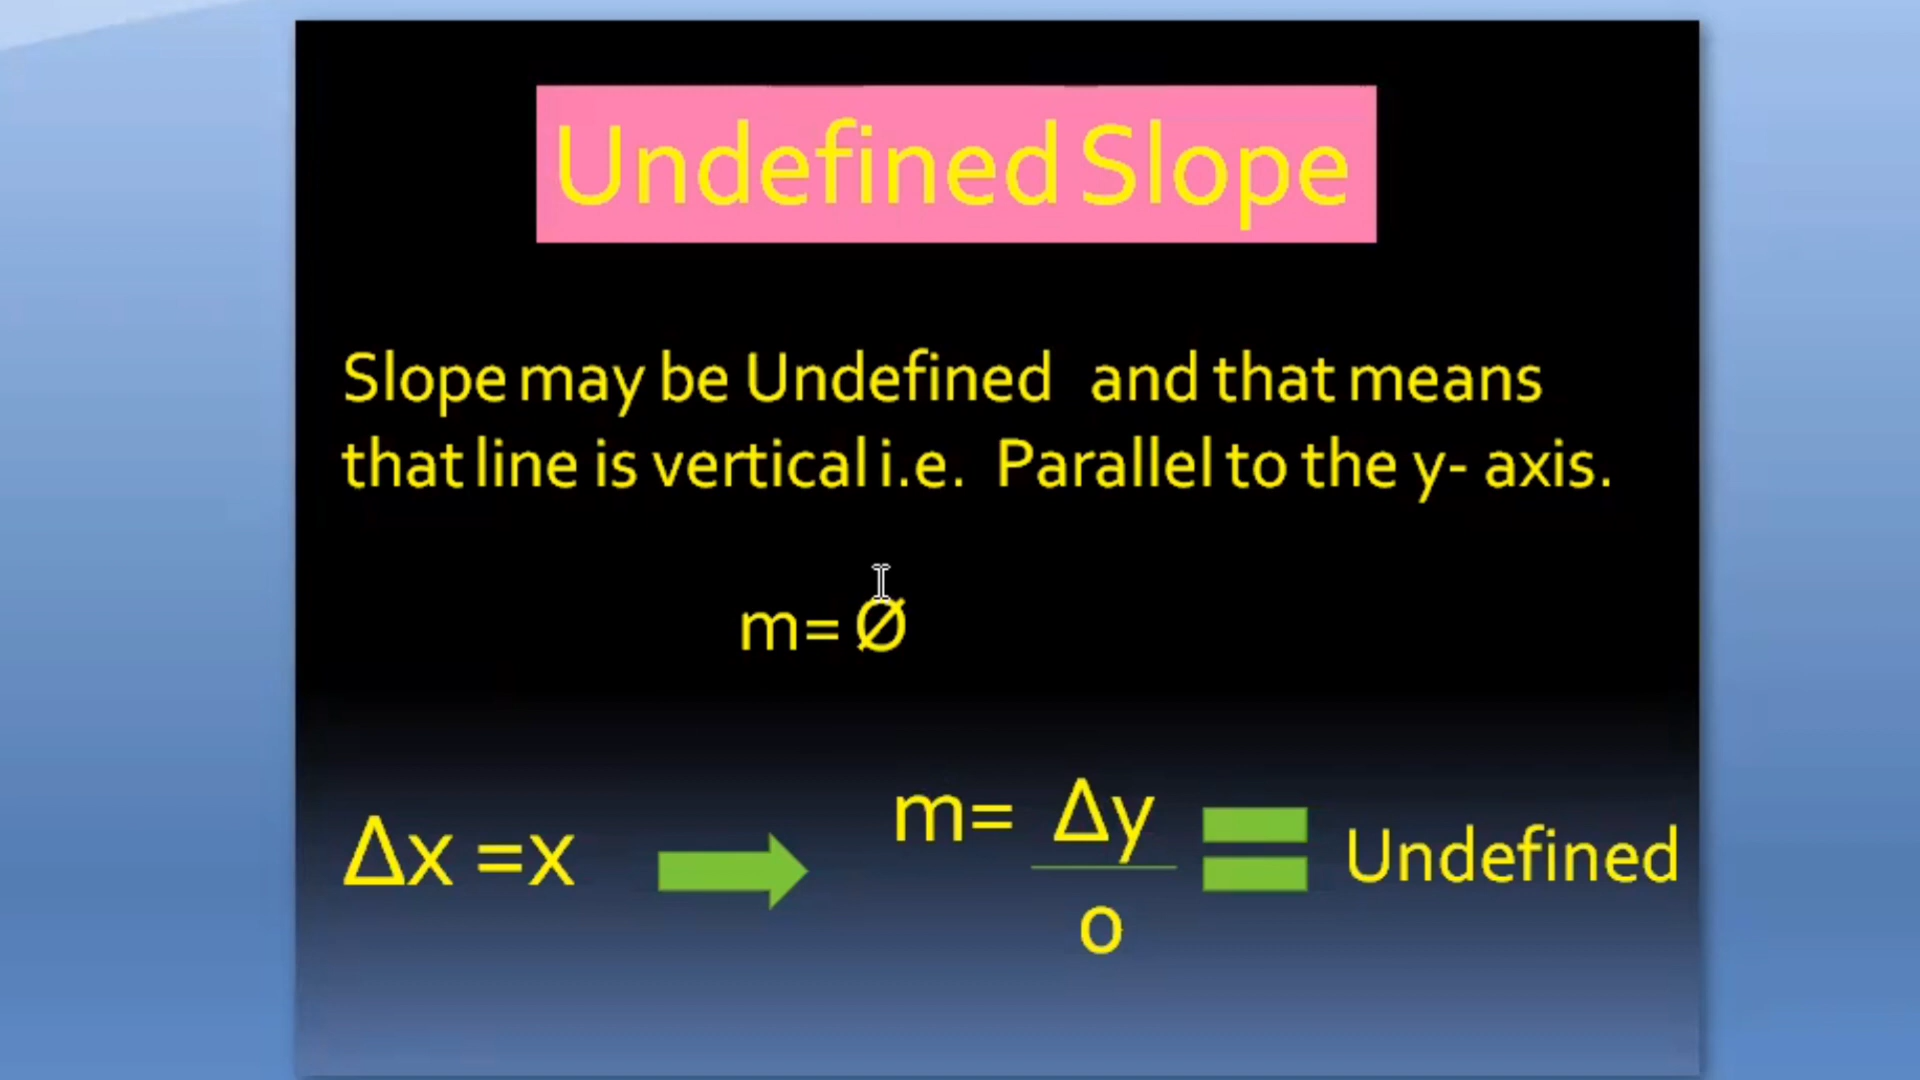 Undefined Slope
Slope may be Undefined and that means
that line is vertical i.e. Parallel to the y- axis.
m= Ø
Δx =x
m= Δy
o
Undefined